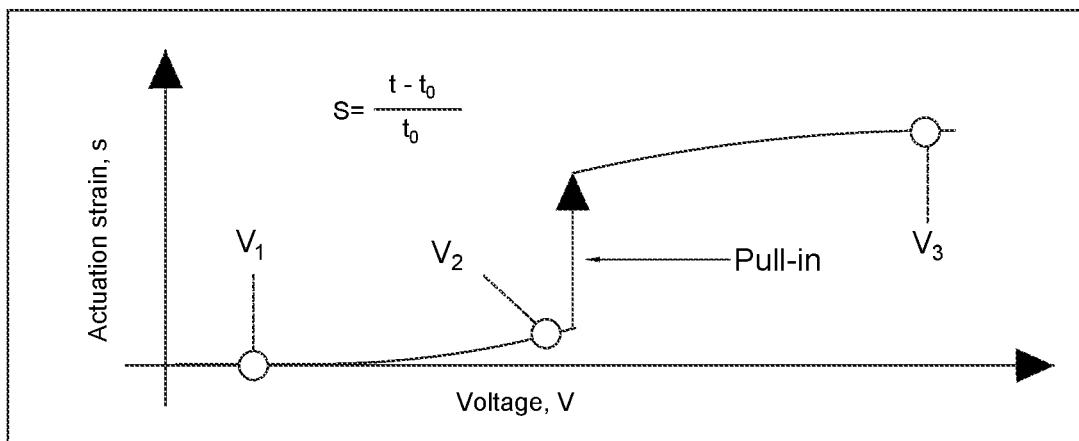 S= t - t₀
t₀
Actuation strain, s
V₁
V₂
V₃
Pull-in
Voltage, V